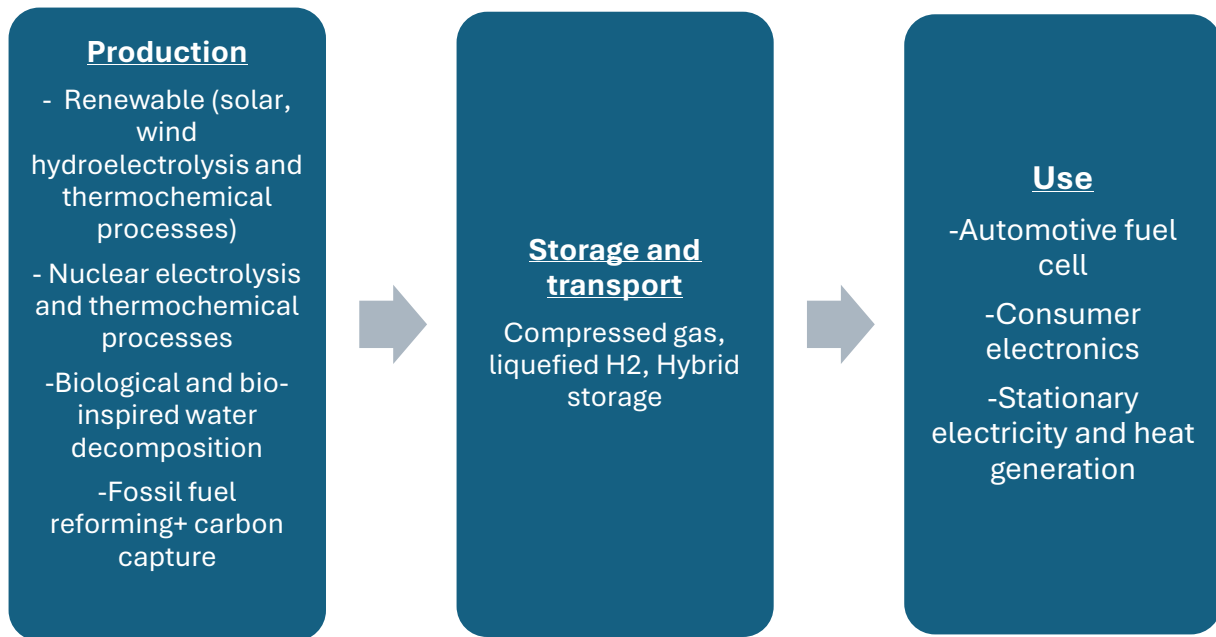 Production
- Renewable (solar,
wind
hydroelectrolysis and
thermochemical
processes)
- Nuclear electrolysis
and thermochemical
processes
-Biological and bio-
inspired water
decomposition
-Fossil fuel
reforming+ carbon
capture
Storage and
transport
Compressed gas,
liquefied H2, Hybrid
storage
Use
-Automotive fuel
cell
-Consumer
electronics
-Stationary
electricity and heat
generation